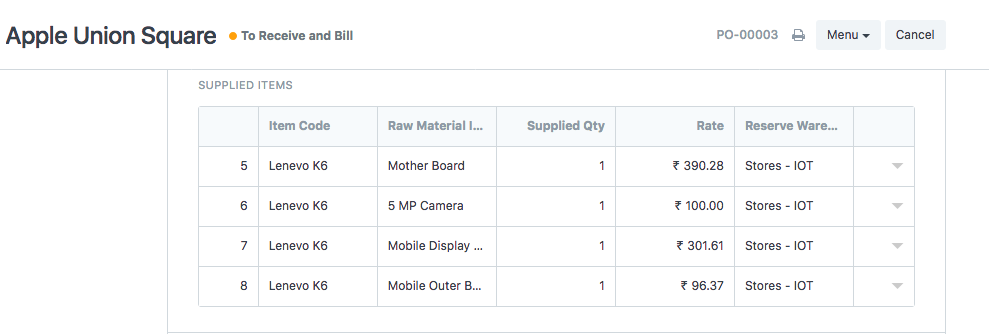 Apple Union Square To Receive and Bill PO-00003 Menu Cancel
SUPPLIED ITEMS
Item Code Raw Material I... Supplied Qty Rate Reserve Ware...
5 Lenevo K6 Mother Board 1 ₹ 390.28 Stores - IOT
6 Lenevo K6 5 MP Camera 1 ₹ 100.00 Stores - IOT
7 Lenevo K6 Mobile Display ... 1 ₹ 301.61 Stores - IOT
8 Lenevo K6 Mobile Outer B... 1 ₹ 96.37 Stores - IOT